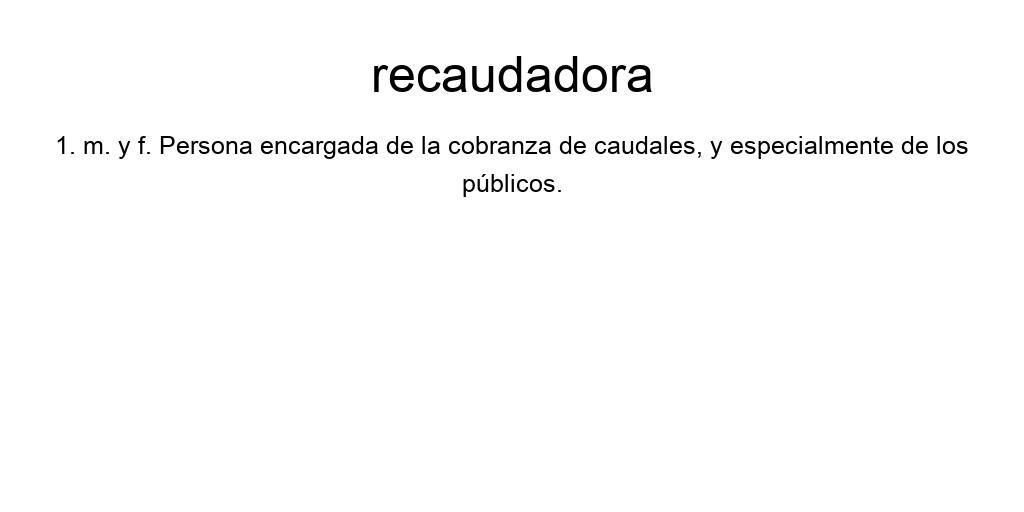 recaudadora
1. m. y f. Persona encargada de la cobranza de caudales, y especialmente de los
públicos.